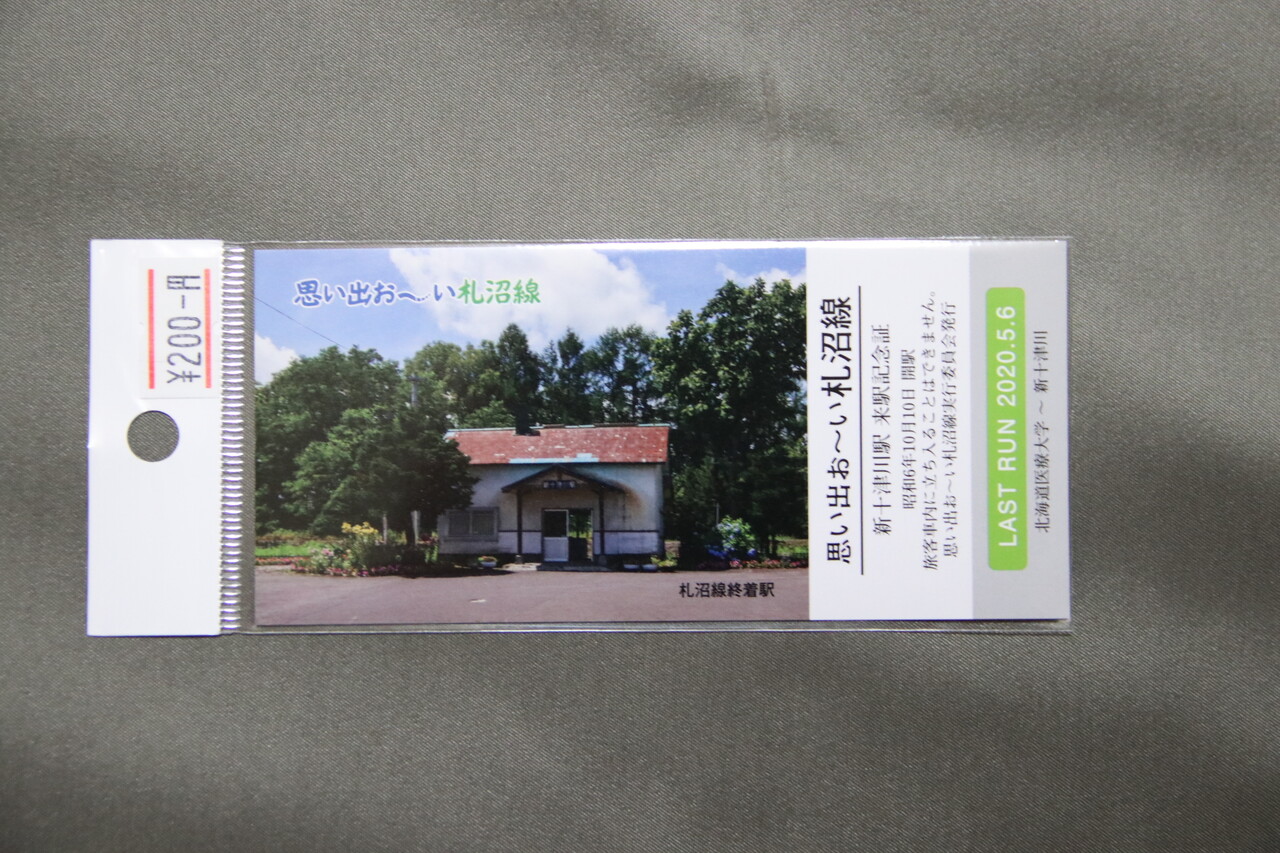 ¥200-円
思い出お〜い札沼線
札沼線終着駅
思い出お〜い札沼線
新十津川駅 来駅記念証
昭和6年10月10日 開駅
旅客車内に立ち入ることはできません。
思い出お〜い札沼線実行委員会発行
LAST RUN 2020.5.6
北海道医療大学 〜 新十津川